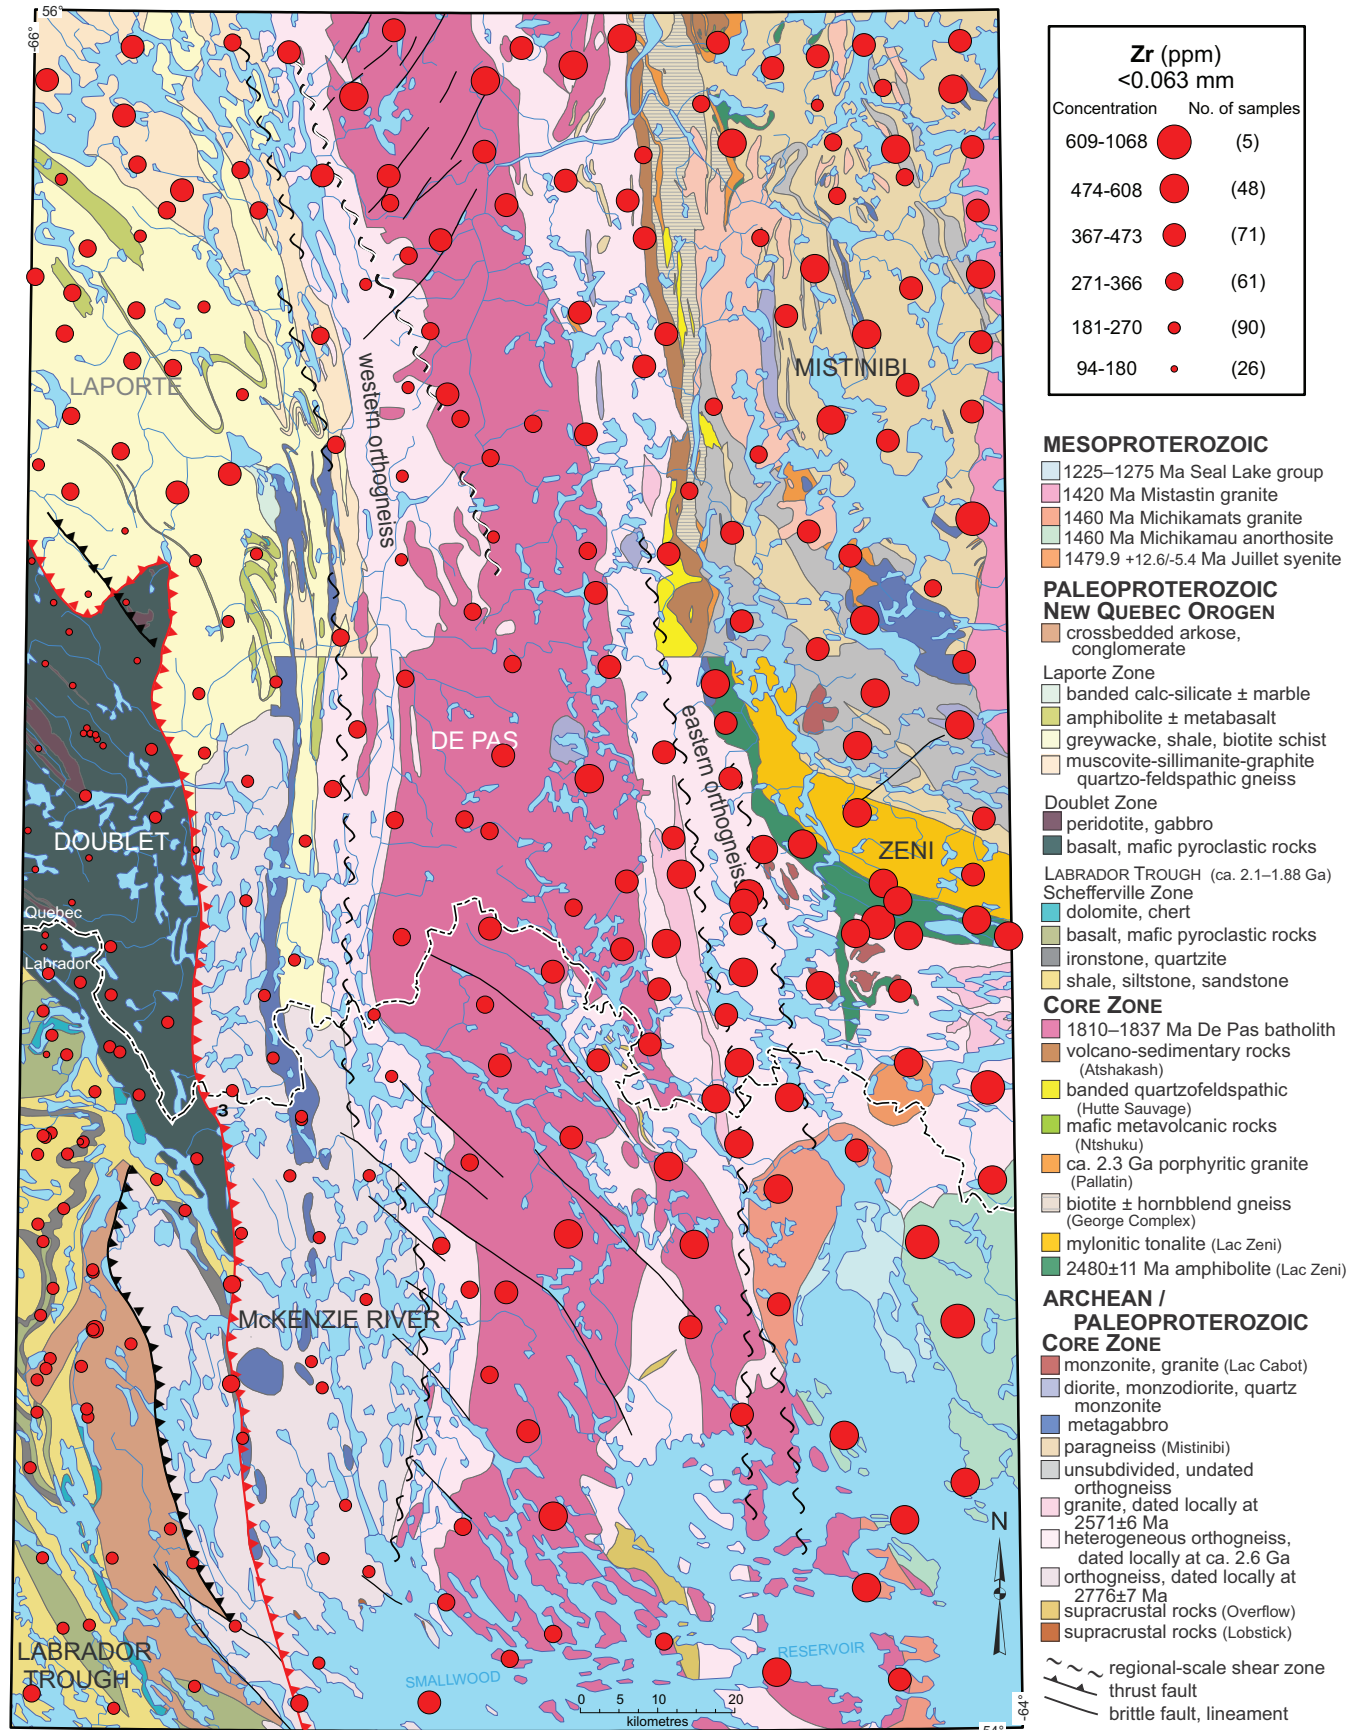 56°
-66°
LAPORTE
western orthogneiss
MISTINIBI
DE PAS
eastern orthogneiss
DOUBLET
ZENI
Quebec
Labrador
3
McKENZIE RIVER
LABRADOR
TROUGH
SMALLWOOD
RESERVOIR
0 5 10 20
kilometres
N
-64°
54°
Zr (ppm)
<0.063 mm
Concentration No. of samples
609-1068 (5)
474-608 (48)
367-473 (71)
271-366 (61)
181-270 (90)
94-180 (26)
MESOPROTEROZOIC
1225–1275 Ma Seal Lake group
1420 Ma Mistastin granite
1460 Ma Michikamats granite
1460 Ma Michikamau anorthosite
1479.9 +12.6/-5.4 Ma Juillet syenite
PALEOPROTEROZOIC
NEW QUEBEC OROGEN
crossbedded arkose,
conglomerate
Laporte Zone
banded calc-silicate ± marble
amphibolite ± metabasalt
greywacke, shale, biotite schist
muscovite-sillimanite-graphite
quartzo-feldspathic gneiss
Doublet Zone
peridotite, gabbro
basalt, mafic pyroclastic rocks
LABRADOR TROUGH (ca. 2.1–1.88 Ga)
Schefferville Zone
dolomite, chert
basalt, mafic pyroclastic rocks
ironstone, quartzite
shale, siltstone, sandstone
CORE ZONE
1810–1837 Ma De Pas batholith
volcano-sedimentary rocks
(Atshakash)
banded quartzofeldspathic
(Hutte Sauvage)
mafic metavolcanic rocks
(Ntshuku)
ca. 2.3 Ga porphyritic granite
(Pallatin)
biotite ± hornbblend gneiss
(George Complex)
mylonitic tonalite (Lac Zeni)
2480±11 Ma amphibolite (Lac Zeni)
ARCHEAN /
PALEOPROTEROZOIC
CORE ZONE
monzonite, granite (Lac Cabot)
diorite, monzodiorite, quartz
monzonite
metagabbro
paragneiss (Mistinibi)
unsubdivided, undated
orthogneiss
granite, dated locally at
2571±6 Ma
heterogeneous orthogneiss,
dated locally at ca. 2.6 Ga
orthogneiss, dated locally at
2776±7 Ma
supracrustal rocks (Overflow)
supracrustal rocks (Lobstick)
regional-scale shear zone
thrust fault
brittle fault, lineament